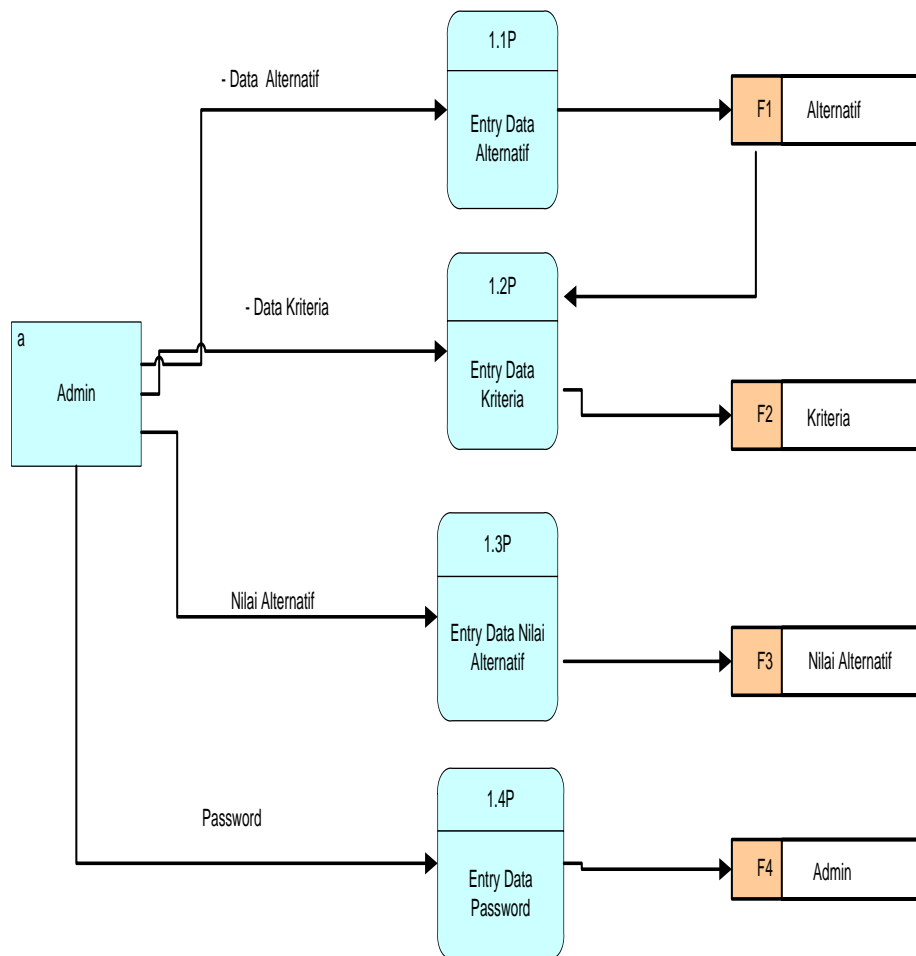 1.1P
- Data Alternatif
Entry Data
Alternatif
F1
Alternatif
1.2P
- Data Kriteria
a
Admin
Entry Data
Kriteria
F2
Kriteria
1.3P
Nilai Alternatif
Entry Data Nilai
Alternatif
F3
Nilai Alternatif
1.4P
Password
Entry Data
Password
F4
Admin